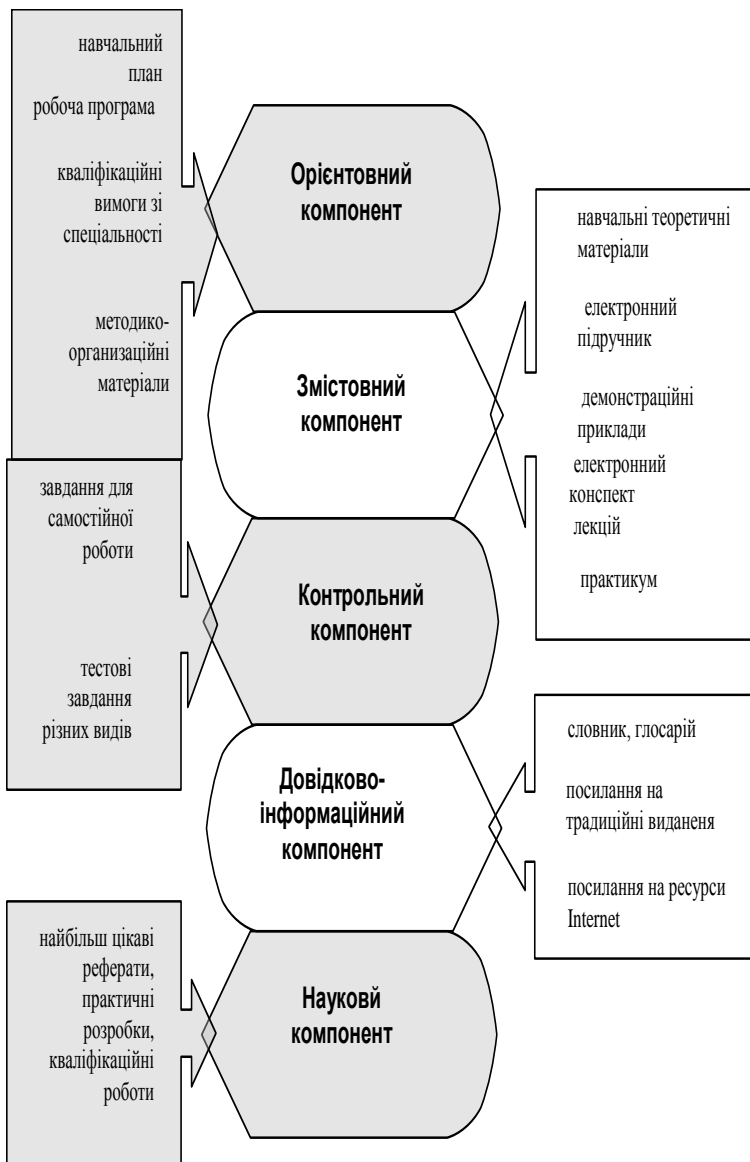 навчальний
план
робоча програма
кваліфікаційні
вимоги зі
спеціальності
методико-
організаційні
матеріали
Орієнтовний
компонент
навчальні теоретичні
матеріали
електронний
підручник
демонстраційні
приклади
електронний
конспект
лекцій
практикум
Змістовний
компонент
завдання для
самостійної
роботи
тестові
завдання
різних видів
Контрольний
компонент
словник, глосарій
посилання на
традиційні виданеня
посилання на ресурси
Internet
Довідково-
інформаційний
компонент
найбільш цікаві
реферати,
практичні
розробки,
кваліфікаційні
роботи
Науковй
компонент